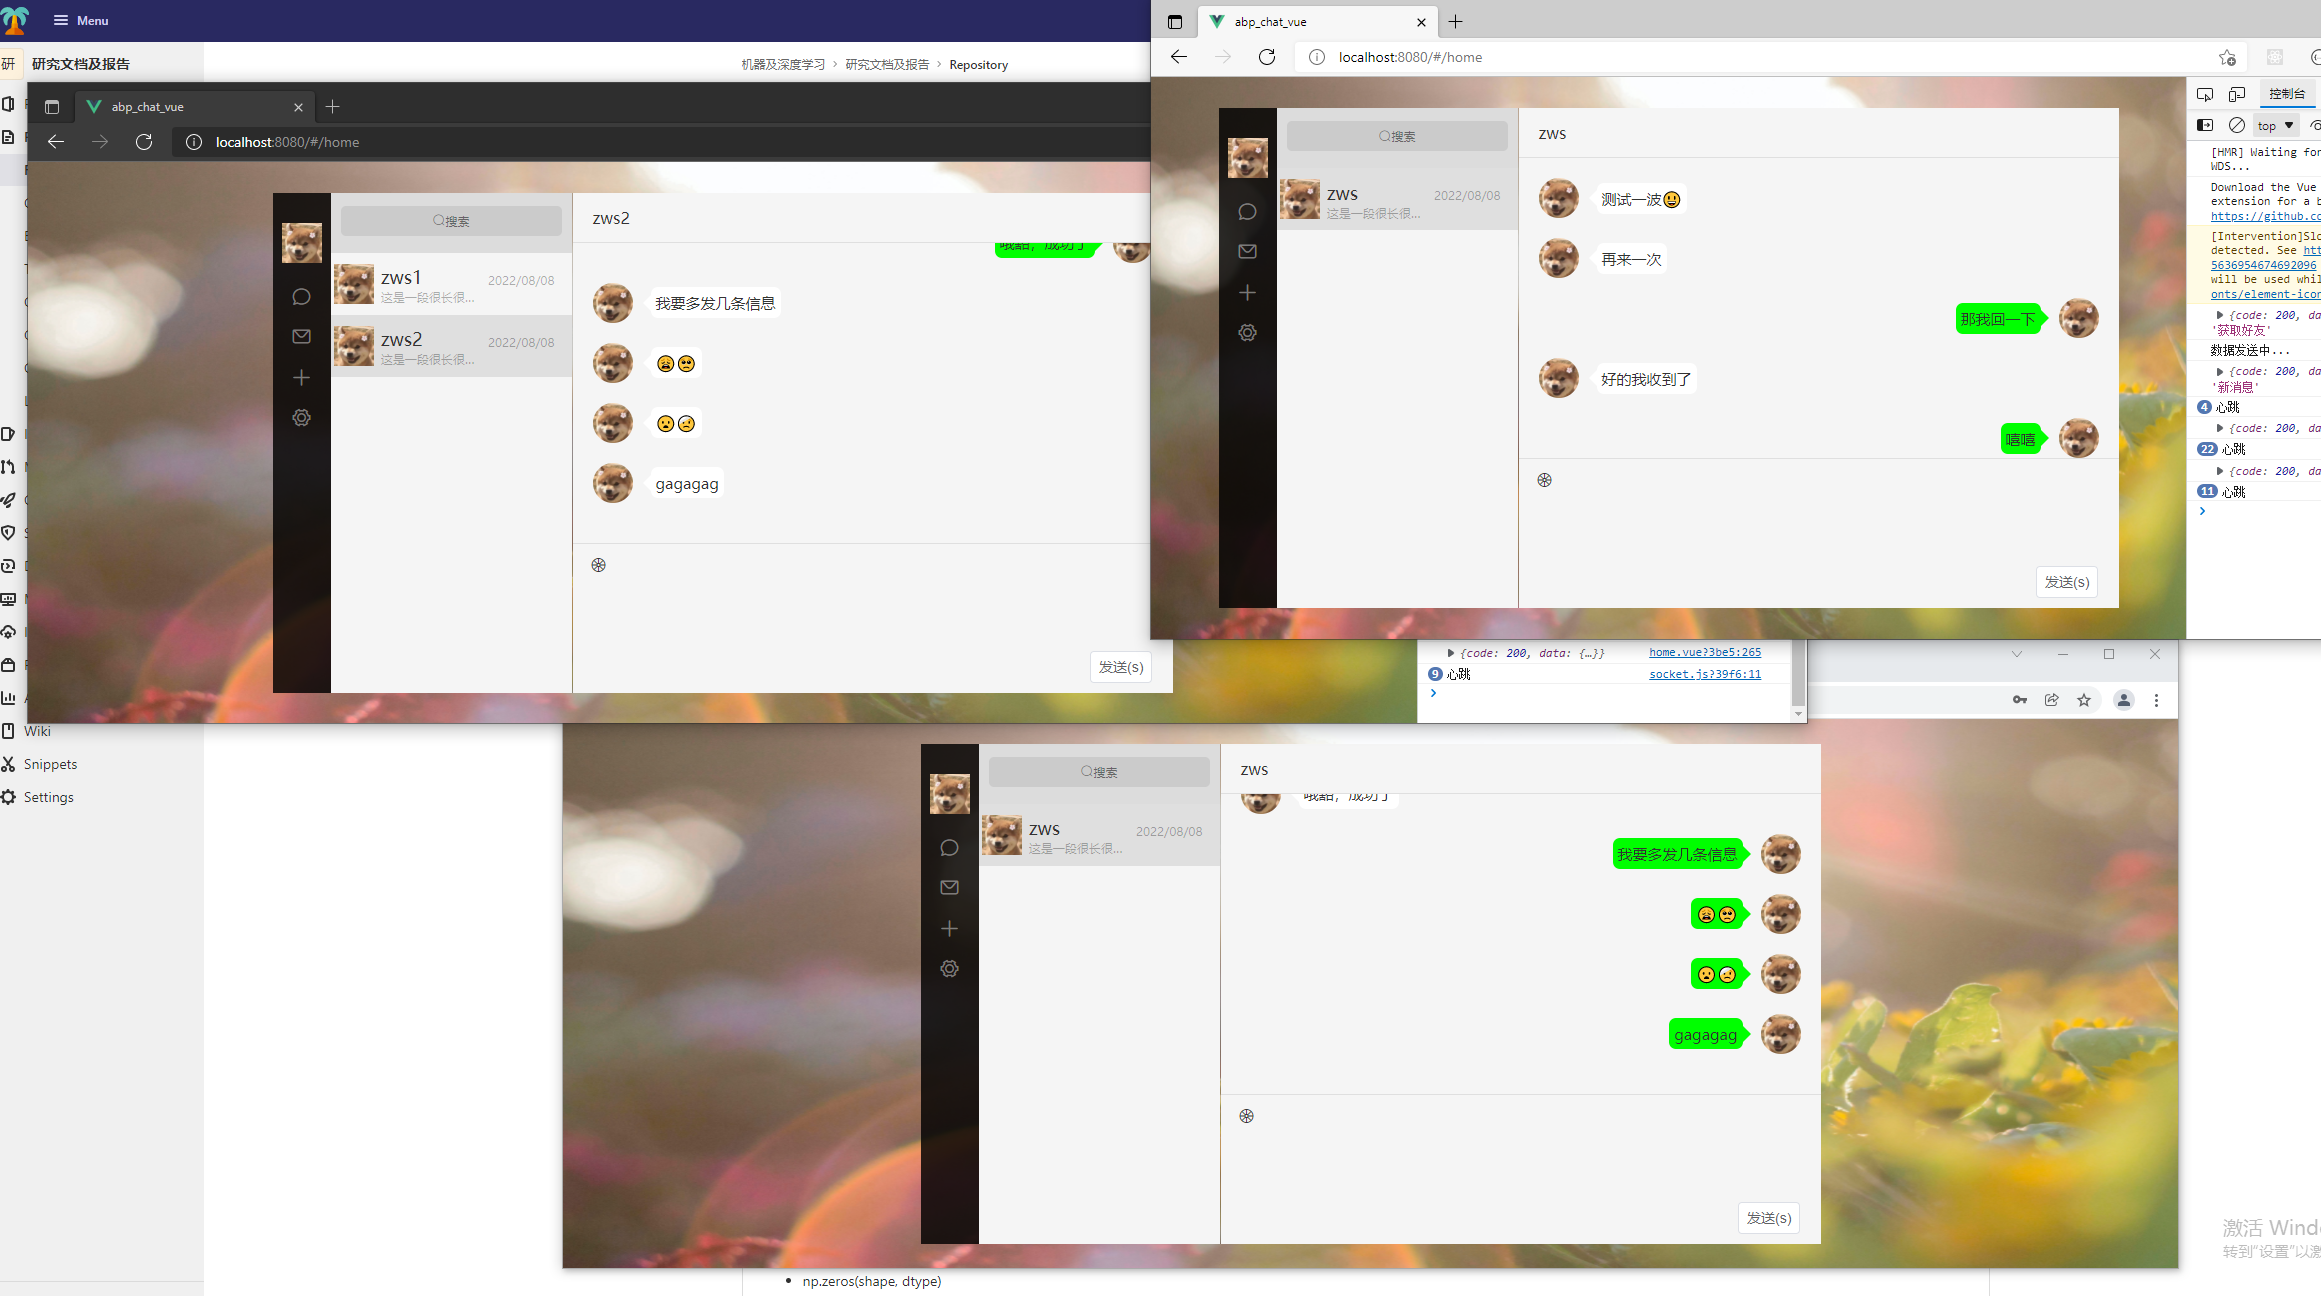 Menu
研 研究文档及报告
机器及深度学习 › 研究文档及报告 › Repository
Wiki
Snippets
Settings
abp_chat_vue
localhost:8080/#/home
搜索
zws1 2022/08/08
这是一段很长很...
zws2 2022/08/08
这是一段很长很...
zws2
我要多发几条信息
😩🥺
😦🤕
gagagag
发送(s)
abp_chat_vue
localhost:8080/#/home
搜索
zws 2022/08/08
这是一段很长很...
zws
测试一波😃
再来一次
那我回一下
好的我收到了
嘻嘻
发送(s)
控制台
top
[HMR] Waiting for
WDS...
Download the Vue
extension for a b
https://github.co
[Intervention]Slo
detected. See htt
5636954674692096
will be used whil
onts/element-icon
{code: 200, da
'获取好友'
数据发送中...
{code: 200, da
'新消息'
4 心跳
{code: 200, da
22 心跳
{code: 200, da
11 心跳
{code: 200, data: {…}} home.vue?3be5:265
9 心跳 socket.js?39f6:11
搜索
zws 2022/08/08
这是一段很长很...
zws
我要多发几条信息
😩🥺
😦🤕
gagagag
发送(s)
激活 Wind
转到"设置"以激
np.zeros(shape, dtype)